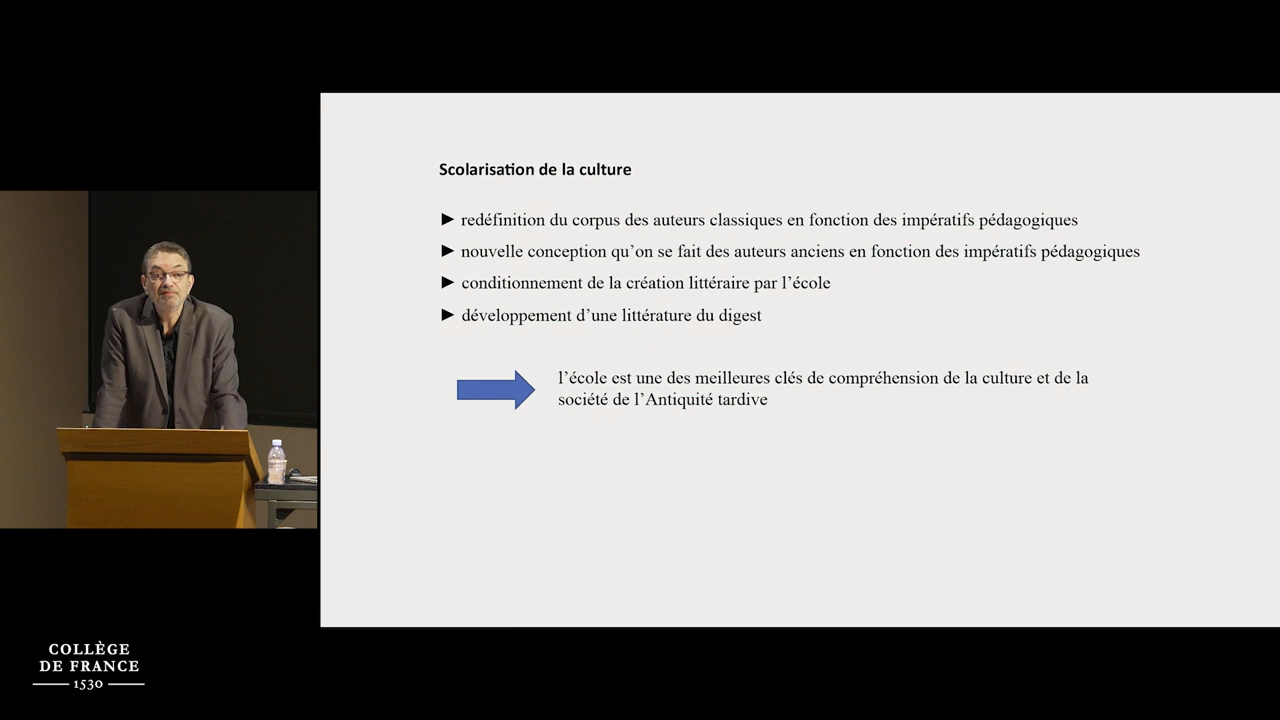 Scolarisation de la culture
► redéfinition du corpus des auteurs classiques en fonction des impératifs pédagogiques
► nouvelle conception qu’on se fait des auteurs anciens en fonction des impératifs pédagogiques
► conditionnement de la création littéraire par l’école
► développement d’une littérature du digest
l’école est une des meilleures clés de compréhension de la culture et de la
société de l’Antiquité tardive
COLLÈGE
DE FRANCE
1530